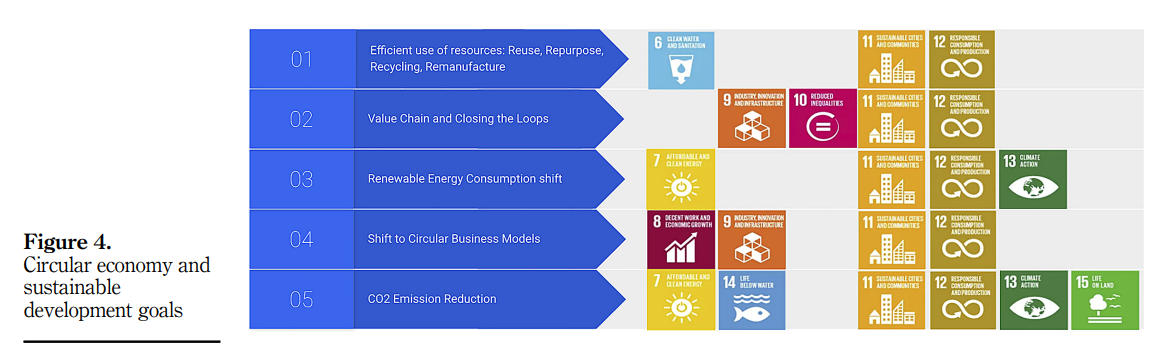 01
Efficient use of resources: Reuse, Repurpose,
Recycling, Remanufacture
6 CLEAN WATER
AND SANITATION
11 SUSTAINABLE CITIES
AND COMMUNITIES
12 RESPONSIBLE
CONSUMPTION
AND PRODUCTION
02
Value Chain and Closing the Loops
9 INDUSTRY, INNOVATION
AND INFRASTRUCTURE
10 REDUCED
INEQUALITIES
11 SUSTAINABLE CITIES
AND COMMUNITIES
12 RESPONSIBLE
CONSUMPTION
AND PRODUCTION
03
Renewable Energy Consumption shift
7 AFFORDABLE AND
CLEAN ENERGY
11 SUSTAINABLE CITIES
AND COMMUNITIES
12 RESPONSIBLE
CONSUMPTION
AND PRODUCTION
13 CLIMATE
ACTION
04
Shift to Circular Business Models
8 DECENT WORK AND
ECONOMIC GROWTH
9 INDUSTRY, INNOVATION
AND INFRASTRUCTURE
11 SUSTAINABLE CITIES
AND COMMUNITIES
12 RESPONSIBLE
CONSUMPTION
AND PRODUCTION
05
CO2 Emission Reduction
7 AFFORDABLE AND
CLEAN ENERGY
14 LIFE
BELOW WATER
11 SUSTAINABLE CITIES
AND COMMUNITIES
12 RESPONSIBLE
CONSUMPTION
AND PRODUCTION
13 CLIMATE
ACTION
15 LIFE
ON LAND
Figure 4.
Circular economy and
sustainable
development goals